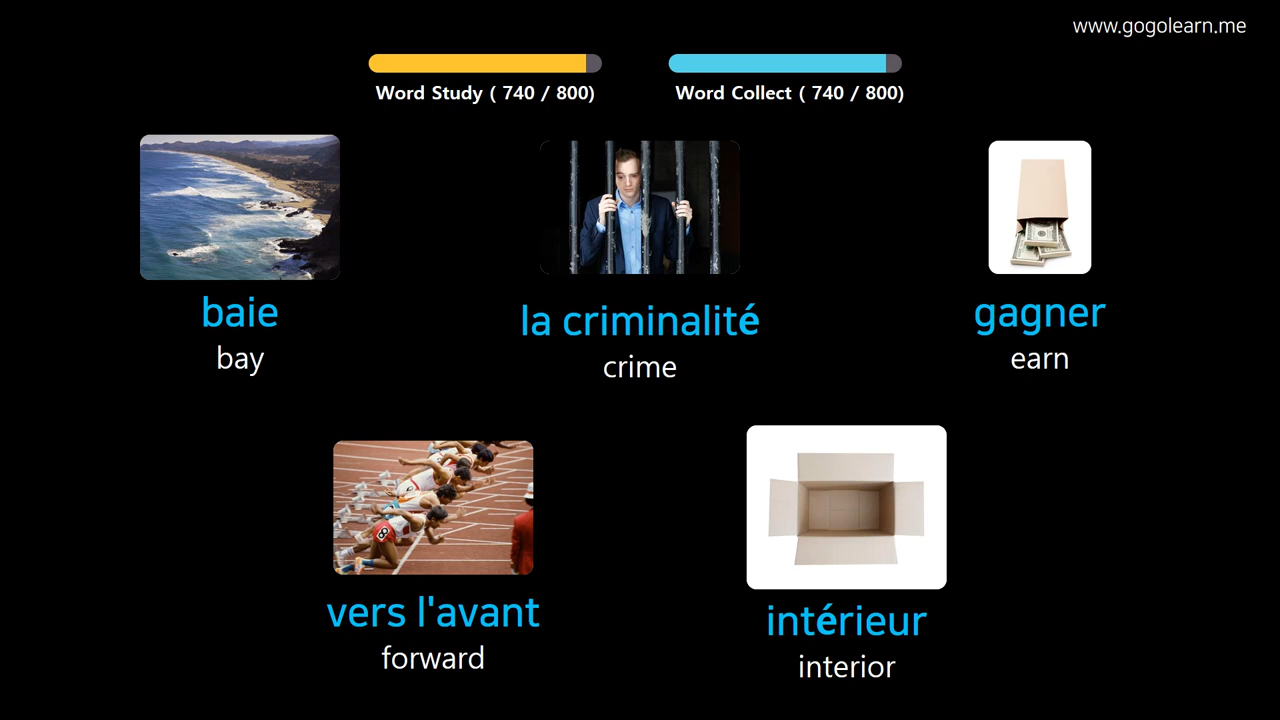 www.gogolearn.me
Word Study ( 740 / 800)
Word Collect ( 740 / 800)
baie
bay
la criminalité
crime
gagner
earn
vers l'avant
forward
intérieur
interior